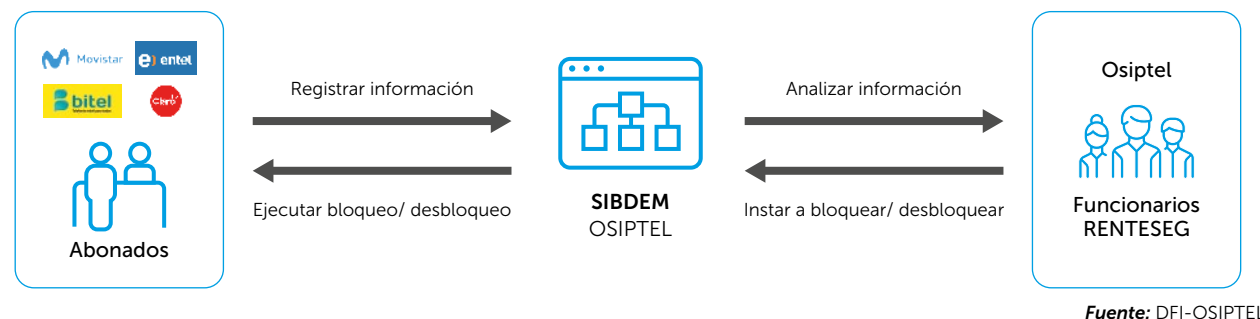 Movistar
entel
bitel
Claro
Abonados
Registrar información
Ejecutar bloqueo/ desbloqueo
SIBDEM
OSIPTEL
Analizar información
Instar a bloquear/ desbloquear
Osiptel
Funcionarios
RENTESEG
Fuente: DFI-OSIPTEL